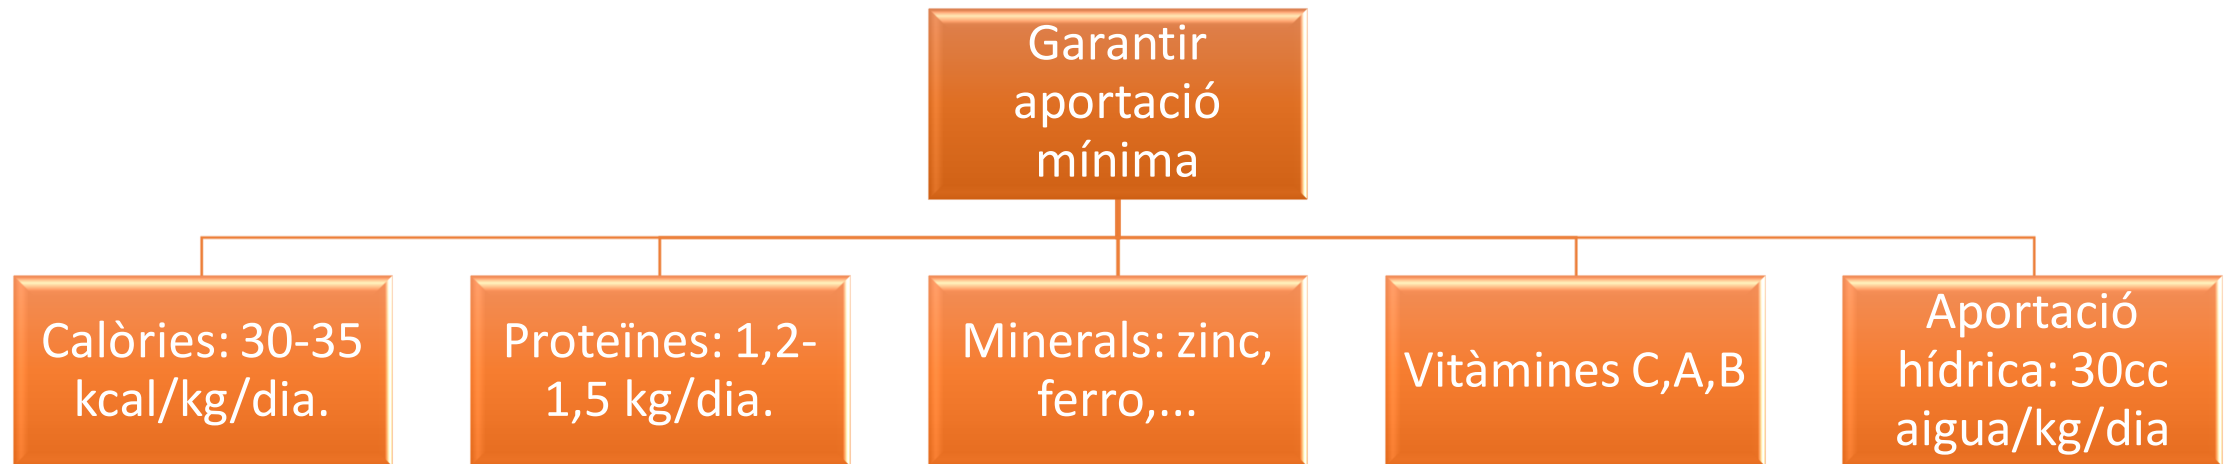 Garantir
aportació
mínima
Calòries: 30-35
kcal/kg/dia.
Proteïnes: 1,2-
1,5 kg/dia.
Minerals: zinc,
ferro,...
Vitàmines C,A,B
Aportació
hídrica: 30cc
aigua/kg/dia